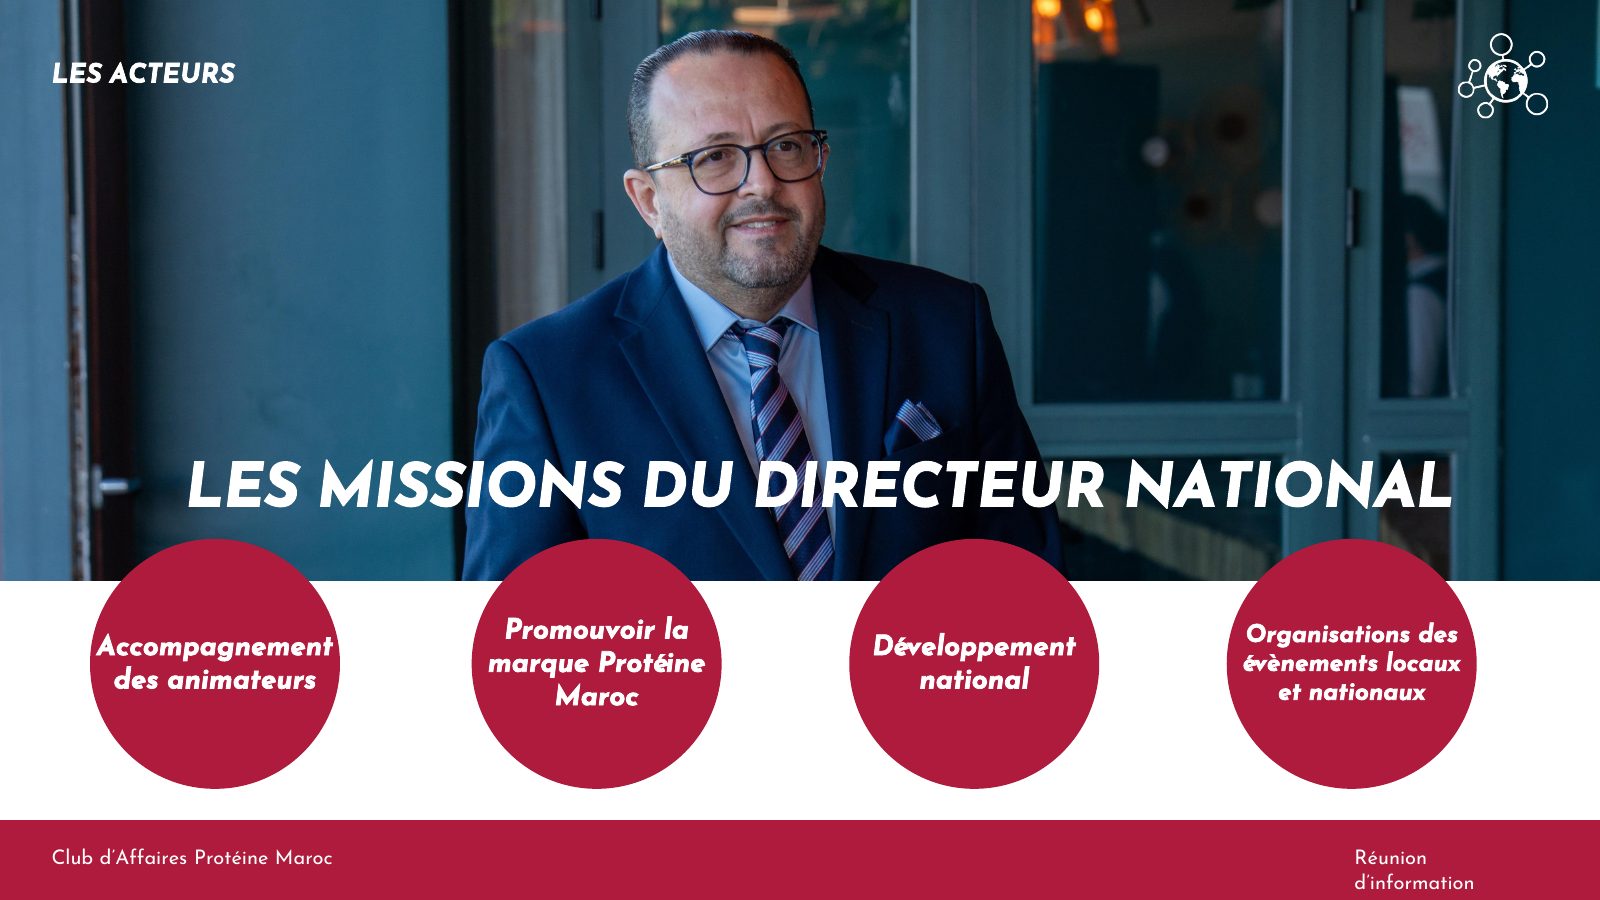 LES ACTEURS
LES MISSIONS DU DIRECTEUR NATIONAL
Accompagnement
des animateurs
Promouvoir la
marque Protéine
Maroc
Développement
national
Organisations des
évènements locaux
et nationaux
Club d'Affaires Protéine Maroc
Réunion
d'information